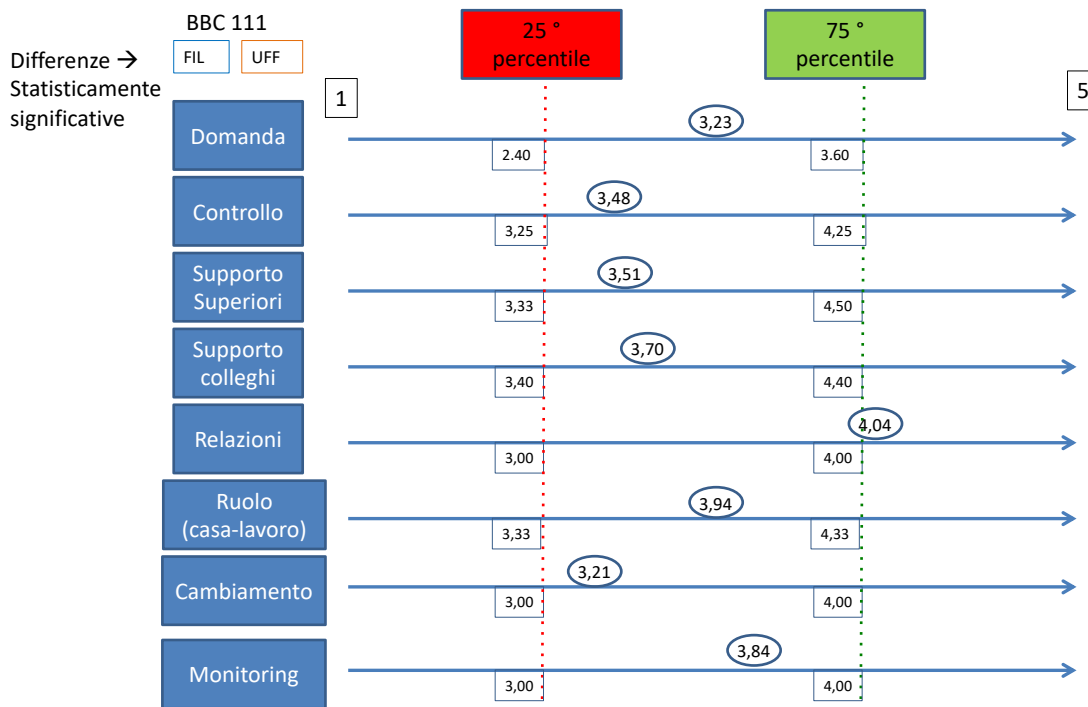 BBC 111
FIL
UFF
Differenze →
Statisticamente
significative
25 °
percentile
75 °
percentile
1
5
Domanda
3,23
2.40
3.60
Controllo
3,48
3,25
4,25
Supporto
Superiori
3,51
3,33
4,50
Supporto
colleghi
3,70
3,40
4,40
Relazioni
4,04
3,00
4,00
Ruolo
(casa-lavoro)
3,94
3,33
4,33
Cambiamento
3,21
3,00
4,00
Monitoring
3,84
3,00
4,00